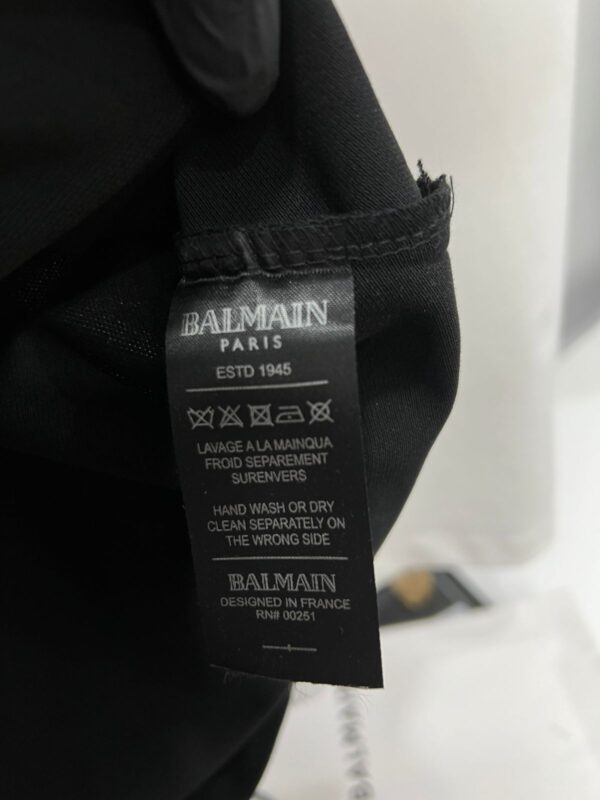 BALMAIN
PARIS
ESTD 1945
LAVAGE A LA MAINQUA
FROID SEPAREMENT
SURENVERS
HAND WASH OR DRY
CLEAN SEPARATELY ON
THE WRONG SIDE
BALMAIN
DESIGNED IN FRANCE
RN# 00251
BALMA